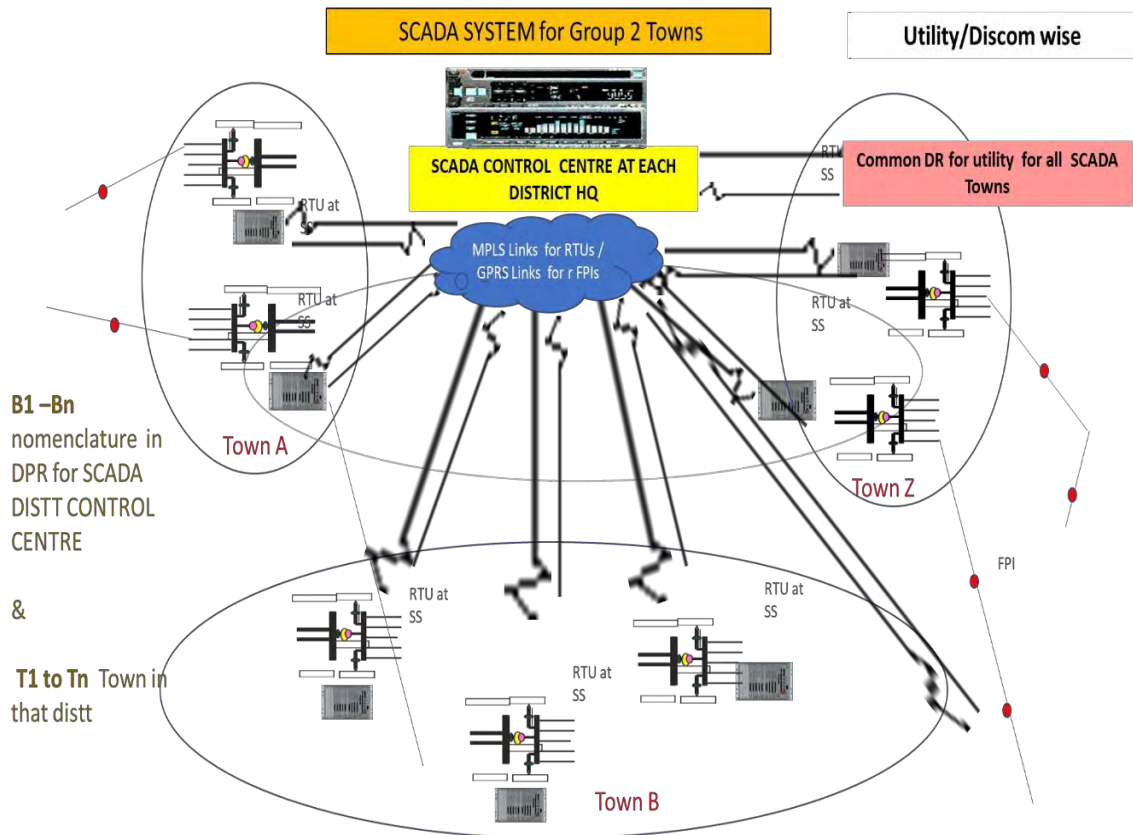 SCADA SYSTEM for Group 2 Towns
Utility/Discom wise
SCADA CONTROL CENTRE AT EACH
DISTRICT HQ
Common DR for utility for all SCADA
Towns
RTU
SS
MPLS Links for RTUs /
GPRS Links for r FPIs
RTU at
SS
RTU at
SS
Town A
RTU at
SS
Town Z
B1 –Bn
nomenclature in
DPR for SCADA
DISTT CONTROL
CENTRE
&
T1 to Tn Town in
that distt
FPI
RTU at
SS
RTU at
SS
RTU at
SS
Town B